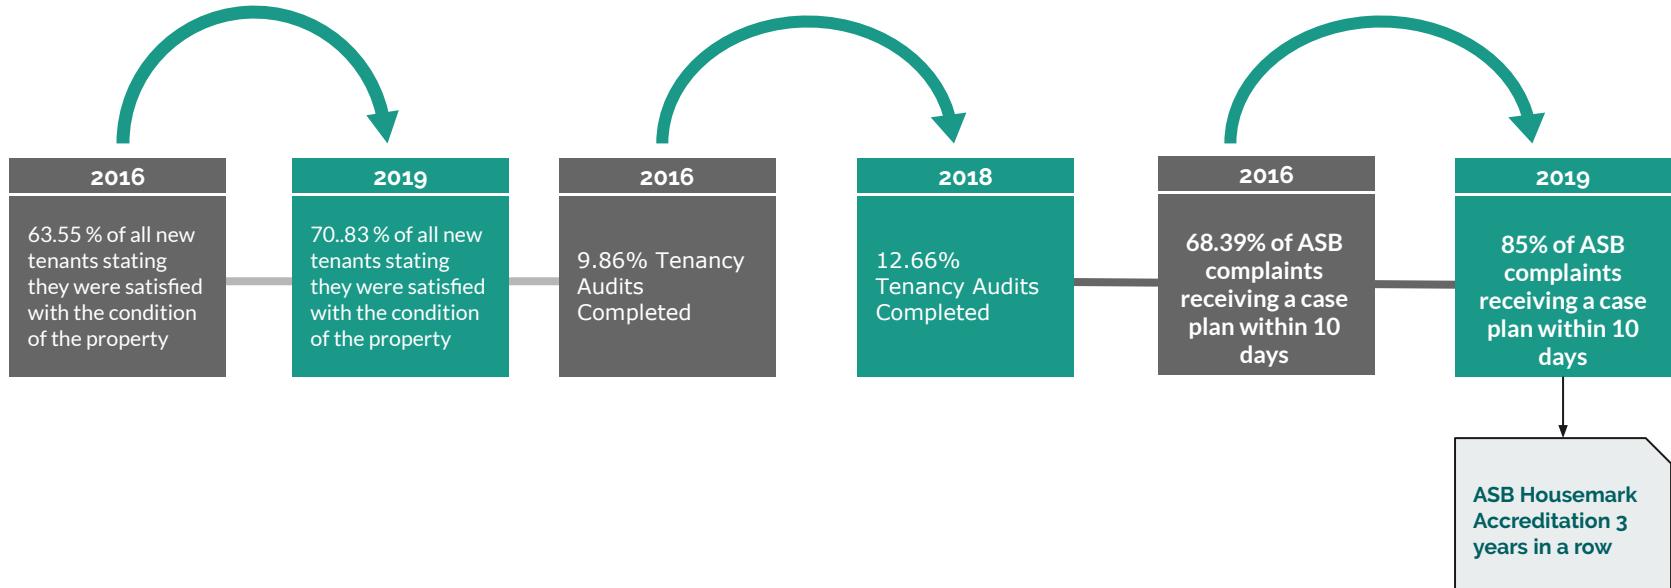 2016
63.55 % of all new
tenants stating
they were satisfied
with the condition
of the property
2019
70..83 % of all new
tenants stating
they were satisfied
with the condition
of the property
2016
9.86% Tenancy
Audits
Completed
2018
12.66%
Tenancy Audits
Completed
2016
68.39% of ASB
complaints
receiving a case
plan within 10
days
2019
85% of ASB
complaints
receiving a case
plan within 10
days
ASB Housemark
Accreditation 3
years in a row